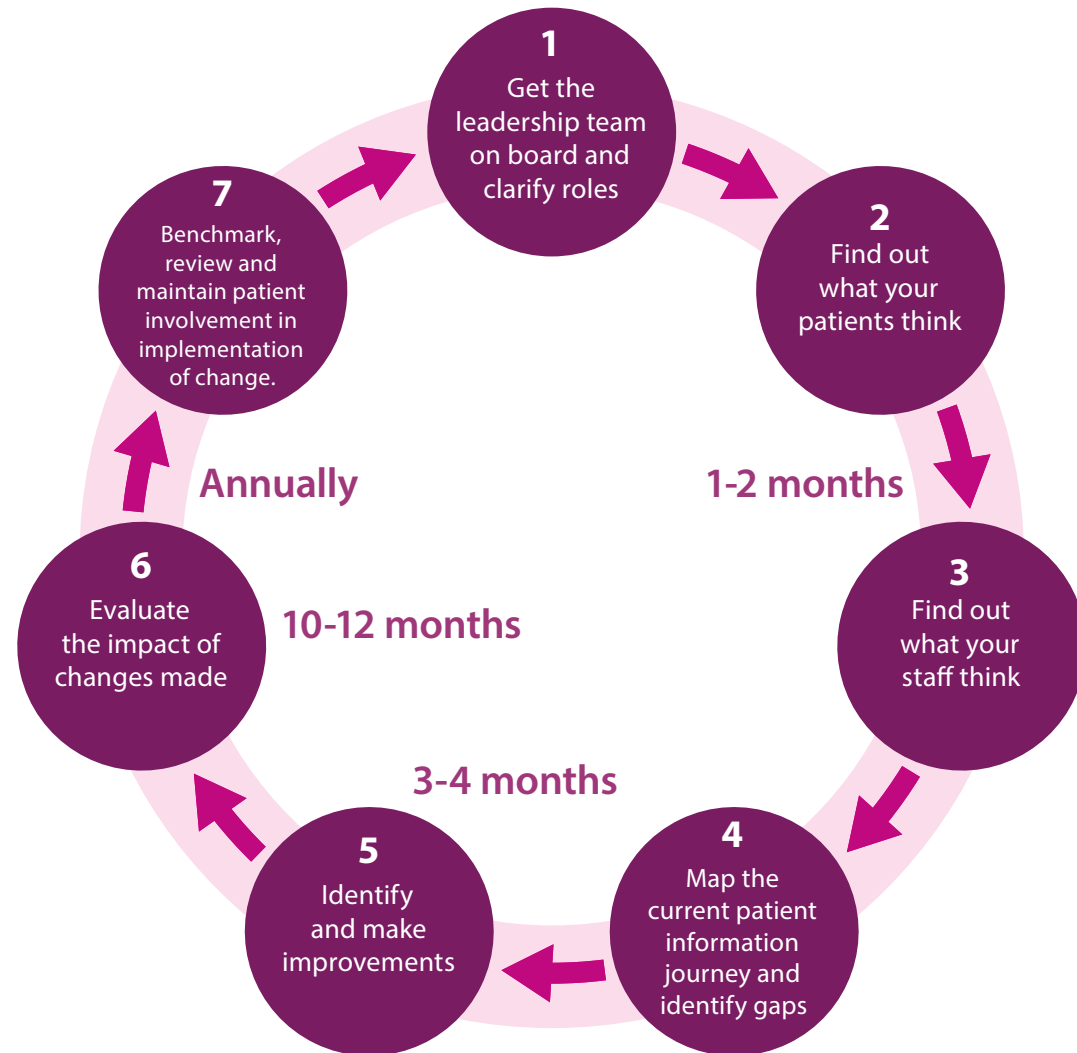 1
Get the
leadership team
on board and
clarify roles
2
Find out
what your
patients think
1-2 months
3
Find out
what your
staff think
4
Map the
current patient
information
journey and
identify gaps
3-4 months
5
Identify
and make
improvements
6
Evaluate
the impact of
changes made
10-12 months
Annually
7
Benchmark,
review and
maintain patient
involvement in
implementation
of change.